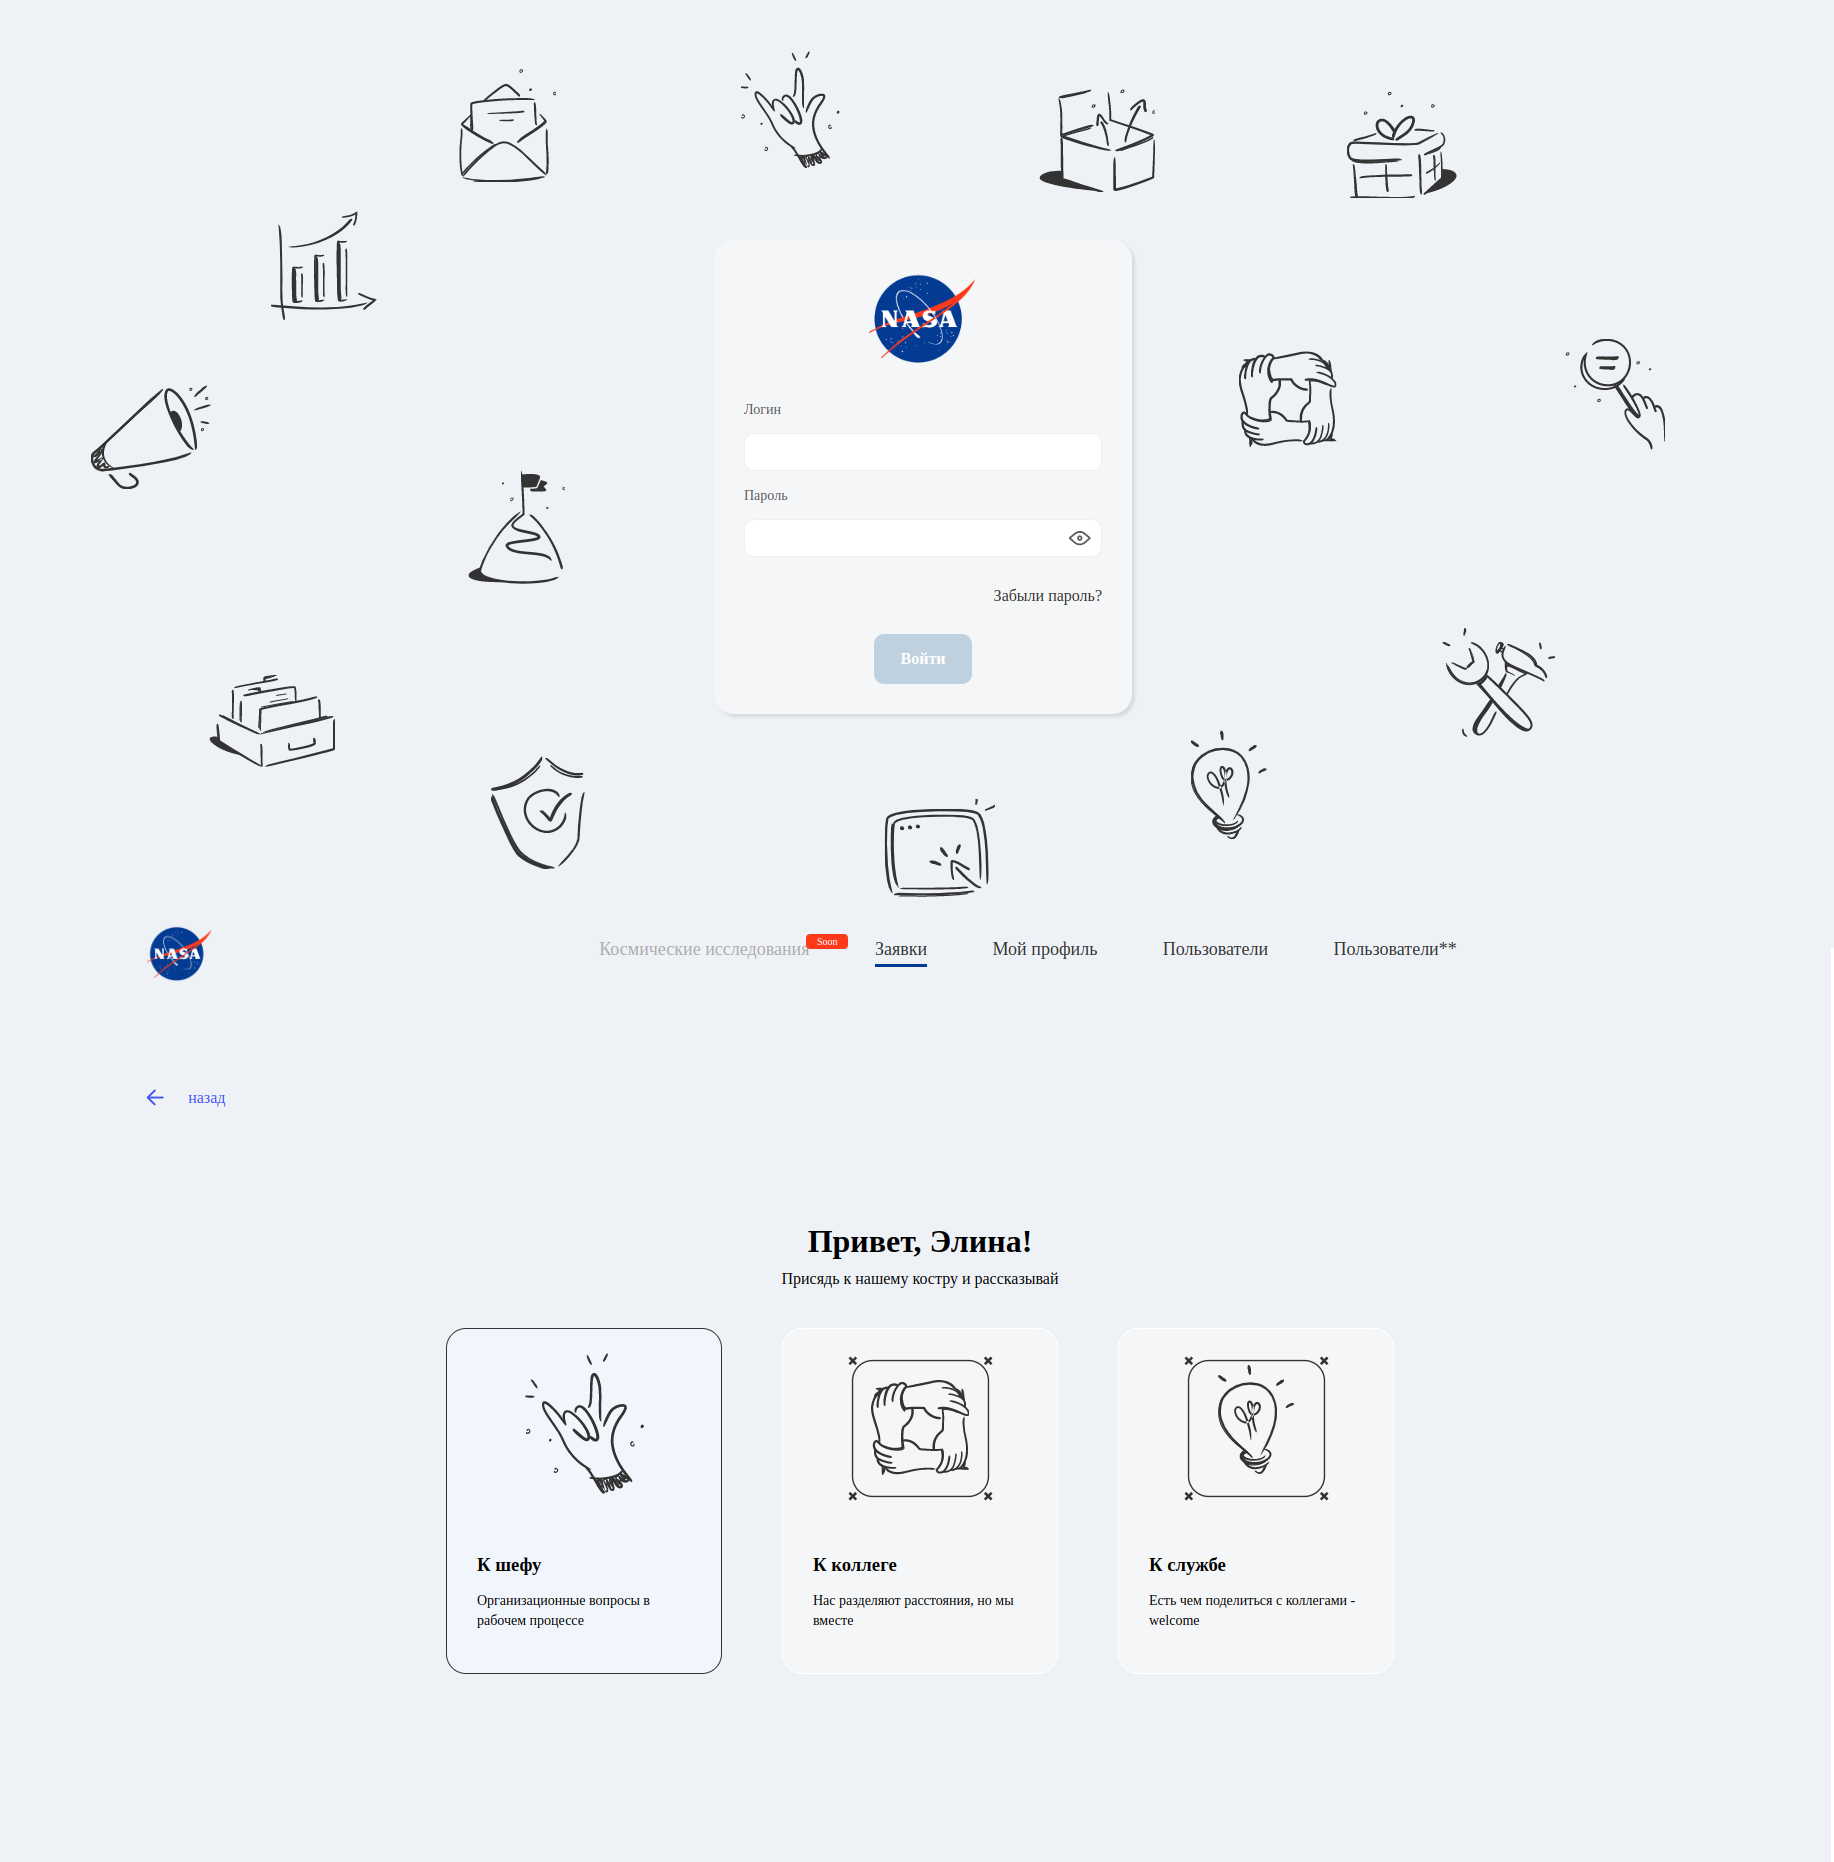 NASA
Логин
Пароль
Забыли пароль?
Войти
NASA
Космические исследования Soon Заявки Мой профиль Пользователи Пользователи**
назад
Привет, Элина!
Присядь к нашему костру и рассказывай
К шефу
Организационные вопросы в
рабочем процессе
К коллеге
Нас разделяют расстояния, но мы
вместе
К службе
Есть чем поделиться с коллегами -
welcome